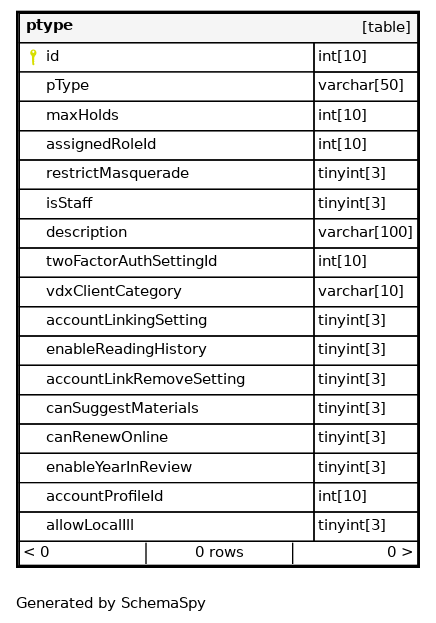 ptype [table]
id int[10]
pType varchar[50]
maxHolds int[10]
assignedRoleId int[10]
restrictMasquerade tinyint[3]
isStaff tinyint[3]
description varchar[100]
twoFactorAuthSettingId int[10]
vdxClientCategory varchar[10]
accountLinkingSetting tinyint[3]
enableReadingHistory tinyint[3]
accountLinkRemoveSetting tinyint[3]
canSuggestMaterials tinyint[3]
canRenewOnline tinyint[3]
enableYearInReview tinyint[3]
accountProfileId int[10]
allowLocalIll tinyint[3]
< 0 0 rows 0 >
Generated by SchemaSpy